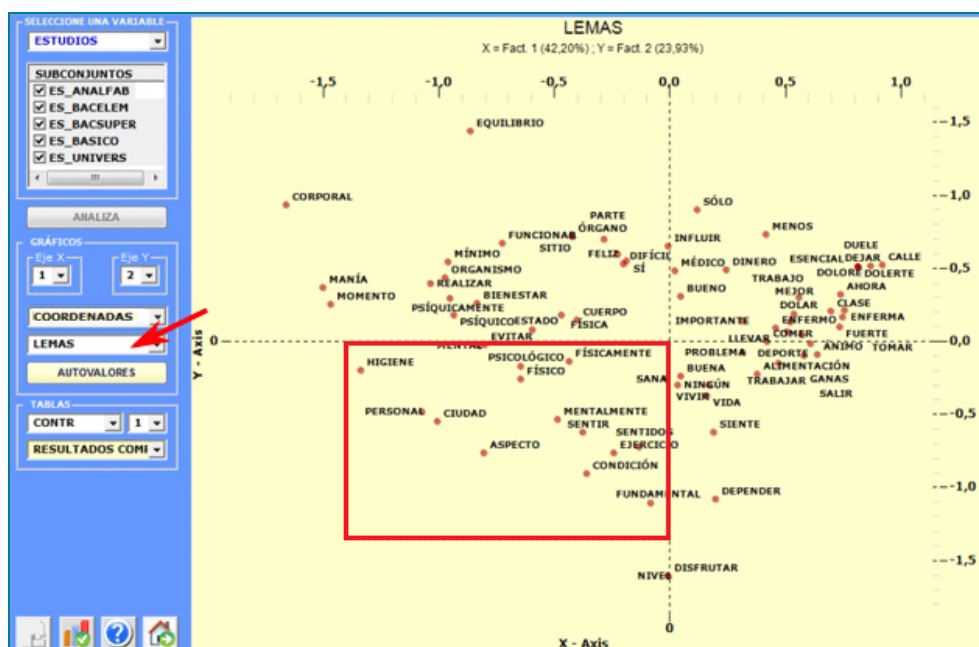 SELECCIONE UNA VARIABLE
ESTUDIOS
SUBCONJUNTOS
ES_ANALFAB
ES_BACELEM
ES_BACSUPER
ES_BASICO
ES_UNIVERS
ANALIZA
GRÁFICOS
Eje X
Eje Y
1
2
COORDENADAS
LEMAS
AUTOVALORES
TABLAS
CONTR
1
RESULTADOS COMP
LEMAS
X = Fact. 1 (42,20%) ; Y = Fact. 2 (23,93%)
-1,5
-1,0
-0,5
0,0
0,5
1,0
--1,5
EQUILIBRIO
--1,0
CORPORAL
SÓLO
PARTE
FUNCIONAR
ÓRGANO
MENOS
SITIO
INFLUIR
DUELE
MÍNIMO
FELIZ
DIFÍCIL
MÉDICO
DINERO
ESENCIAL
DEJAR
CALLE
ORGANISMO
SÍ
--0,5
TRABAJO
DOLORE
DOLERTE
MANÍA
REALIZAR
MOMENTO
BIENESTAR
BUENO
MEJOR
AHORA
PSÍQUICAMENTE
CUERPO
DOLAR
CLASE
PSÍQUICO
ESTADO
FÍSICA
IMPORTANTE
ENFERMO
ENFERMA
EVITAR
LLEVAR
COMER
FUERTE
0
--0,0
MENTAL
HIGIENE
PSICOLÓGICO
FÍSICAMENTE
PROBLEMA
DEPORTE
ÁNIMO
TOMAR
FÍSICO
SANA
BUENA
ALIMENTACIÓN
NINGÚN
TRABAJAR
GANAS
VIVIR
VIDA
SALIR
PERSONAL
CIUDAD
MENTALMENTE
---0,5
SENTIR
SENTIDOS
SIENTE
ASPECTO
EJERCICIO
CONDICIÓN
---1,0
FUNDAMENTAL
DEPENDER
---1,5
NIVEL
DISFRUTAR
0
Y - Axis
X - Axis